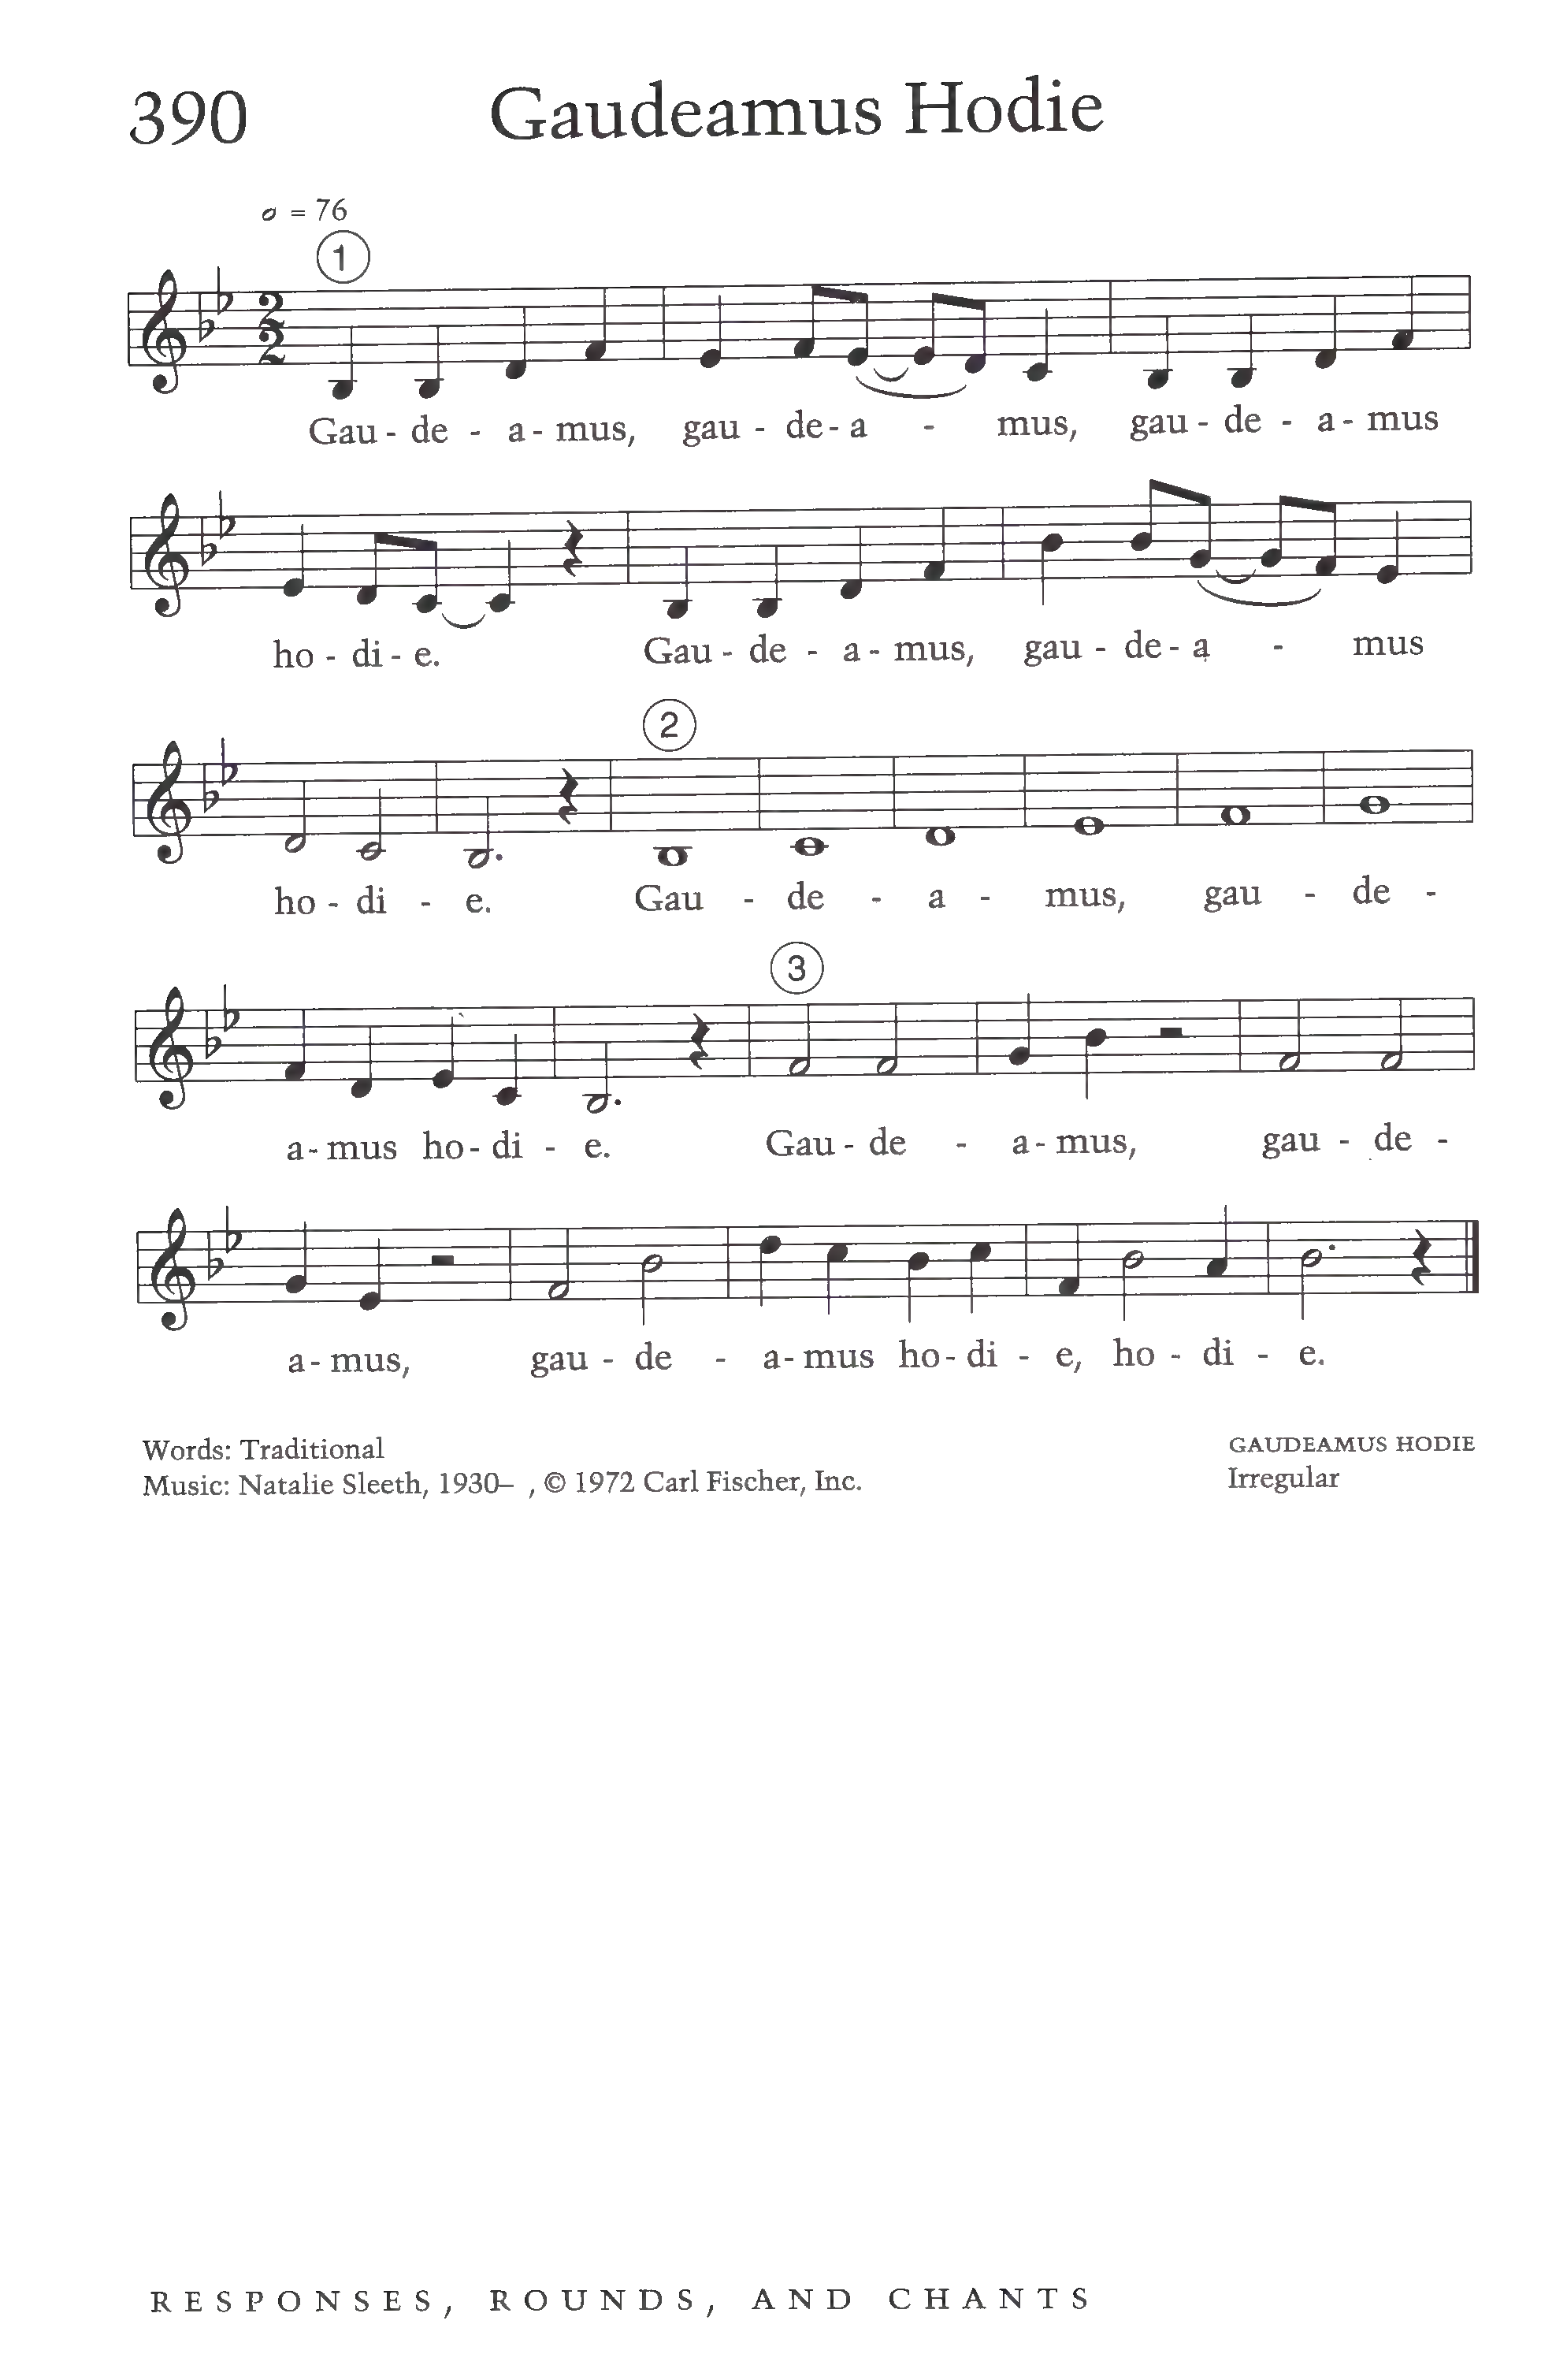 390 Gaudeamus Hodie
= 76
1
Gau - de - a - mus, gau - de - a - mus, gau - de - a - mus
ho - di - e. Gau - de - a - mus, gau - de - a - mus
2
ho - di - e. Gau - de - a - mus, gau - de -
3
a - mus ho - di - e. Gau - de - a - mus, gau - de -
a - mus, gau - de - a - mus ho - di - e, ho - di - e.
Words: Traditional GAUDEAMUS HODIE
Music: Natalie Sleeth, 1930– , © 1972 Carl Fischer, Inc. Irregular
RESPONSES, ROUNDS, AND CHANTS